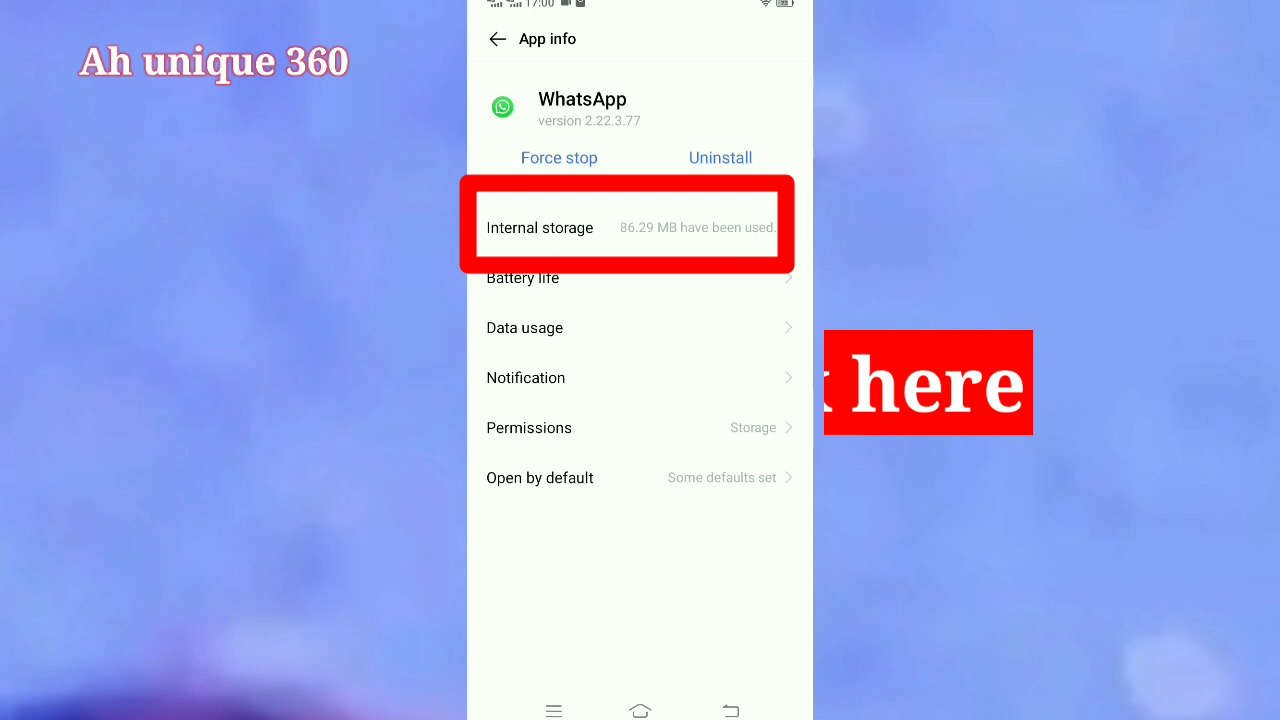 Ah unique 360
17:00
App info
WhatsApp
version 2.22.3.77
Force stop
Uninstall
Internal storage
86.29 MB have been used.
Battery life
Data usage
Notification
Permissions
Storage
Open by default
Some defaults set
here